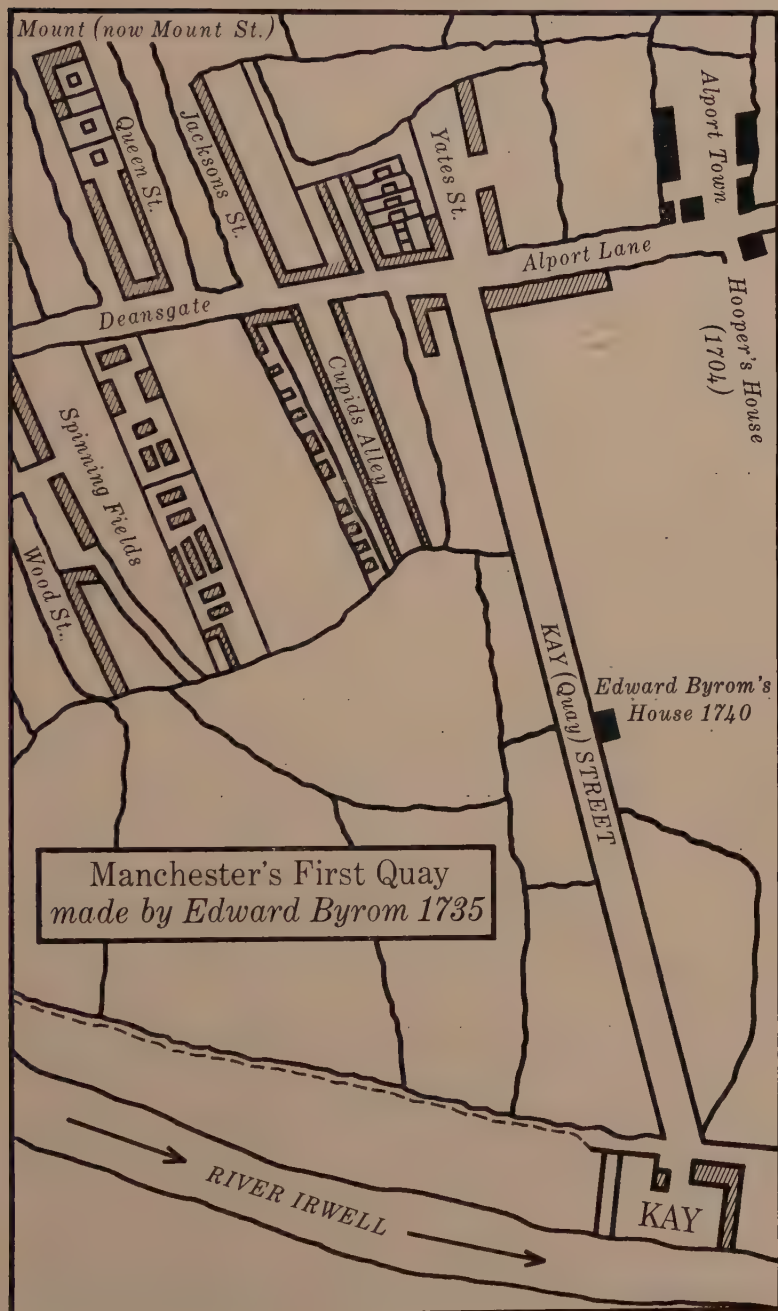 Mount (now Mount St.)
Queen St.
Jacksons St.
Yates St.
Alport Town
Alport Lane
Hooper's House
(1704)
Deansgate
Cupids Alley
Spinning Fields
Wood St.
KAY (Quay) STREET
Edward Byrom's
House 1740
Manchester's First Quay
made by Edward Byrom 1735
RIVER IRWELL
KAY